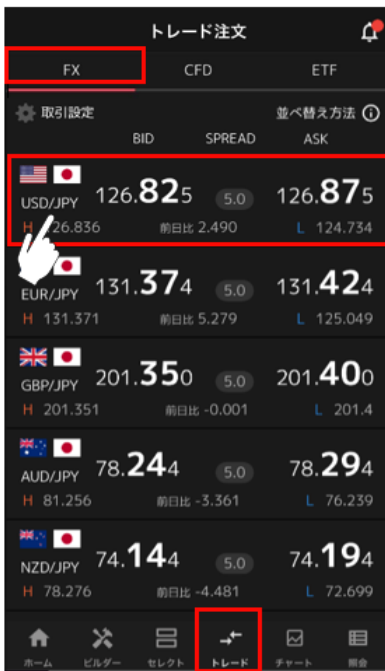 トレード注文
FX CFD ETF
取引設定 並べ替え方法
BID SPREAD ASK
USD/JPY 126.825 5.0 126.875
H 126.836 前日比 2.490 L 124.734
EUR/JPY 131.374 5.0 131.424
H 131.371 前日比 5.279 L 125.049
GBP/JPY 201.350 5.0 201.400
H 201.351 前日比 -0.001 L 201.4
AUD/JPY 78.244 5.0 78.294
H 81.256 前日比 -3.361 L 76.239
NZD/JPY 74.144 5.0 74.194
H 78.276 前日比 -4.481 L 72.699
ホーム ビルダー セレクト トレード チャート 照会